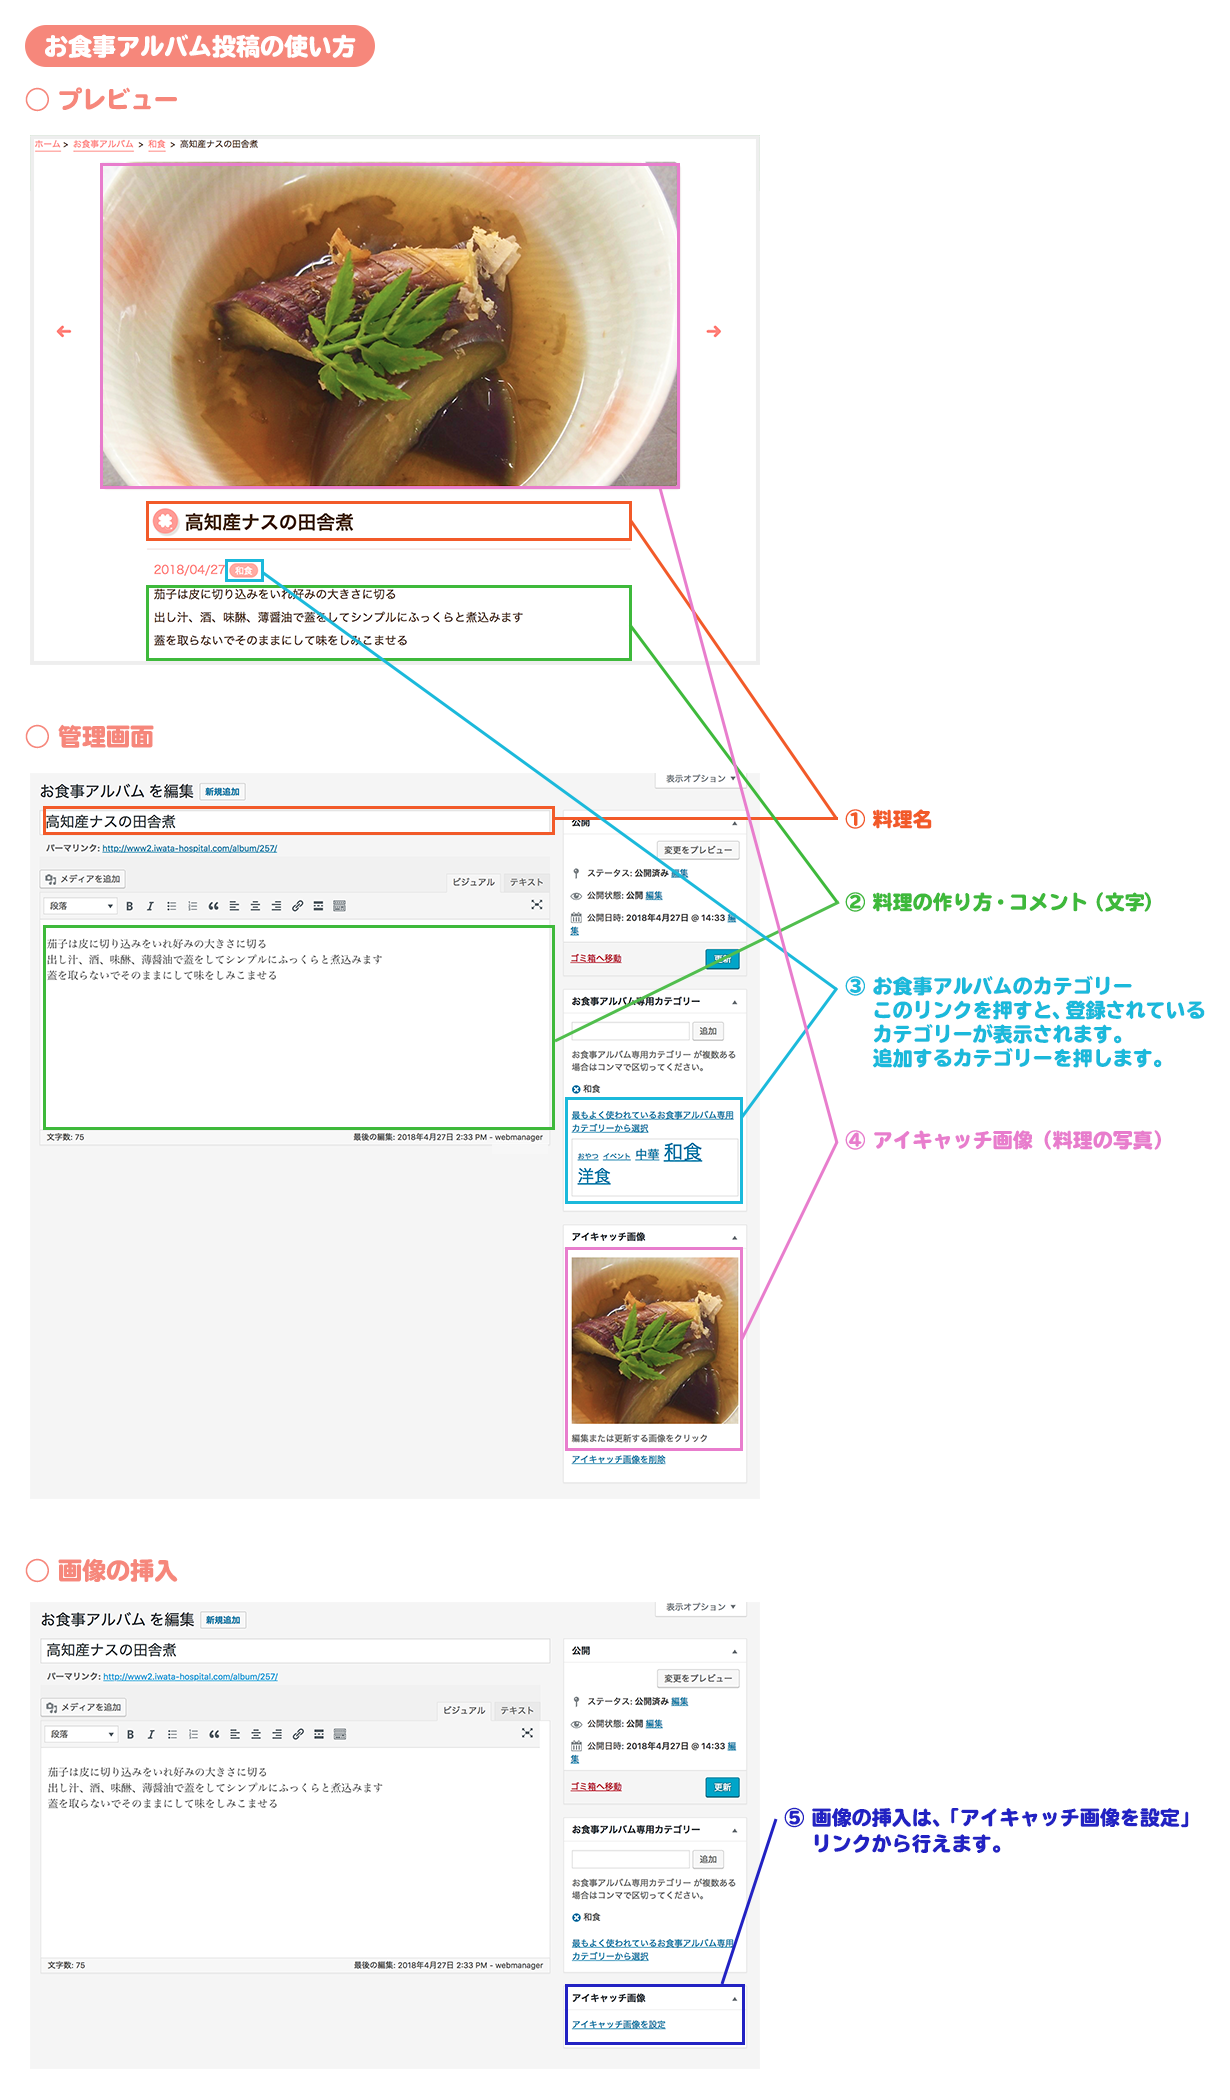 お食事アルバム投稿の使い方
○ プレビュー
ホーム > お食事アルバム > 和食 > 高知産ナスの田舎煮
← →
高知産ナスの田舎煮
2018/04/27 和食
茄子は皮に切り込みをいれ好みの大きさに切る
出し汁、酒、味醂、薄醤油で蓋をしてシンプルにふっくらと煮込みます
蓋を取らないでそのままにして味をしみこませる
○ 管理画面
表示オプション ▼
お食事アルバム を編集 新規追加
高知産ナスの田舎煮
パーマリンク: http://www2.iwata-hospital.com/album/257/
メディアを追加
ビジュアル テキスト
段落 B I
茄子は皮に切り込みをいれ好みの大きさに切る
出し汁、酒、味醂、薄醤油で蓋をしてシンプルにふっくらと煮込みます
蓋を取らないでそのままにして味をしみこませる
文字数: 75 最後の編集: 2018年4月27日 2:33 PM - webmanager
公開
変更をプレビュー
ステータス: 公開済み 編集
公開状態: 公開 編集
公開日時: 2018年4月27日 @ 14:33 編
集
ゴミ箱へ移動 更新
お食事アルバム専用カテゴリー
追加
お食事アルバム専用カテゴリー が複数ある
場合はコンマで区切ってください。
和食
最もよく使われているお食事アルバム専用
カテゴリーから選択
おやつ イベント 中華 和食
洋食
アイキャッチ画像
編集または更新する画像をクリック
アイキャッチ画像を削除
① 料理名
② 料理の作り方・コメント（文字）
③ お食事アルバムのカテゴリー
このリンクを押すと、登録されている
カテゴリーが表示されます。
追加するカテゴリーを押します。
④ アイキャッチ画像（料理の写真）
○ 画像の挿入
表示オプション ▼
お食事アルバム を編集 新規追加
高知産ナスの田舎煮
パーマリンク: http://www2.iwata-hospital.com/album/257/
メディアを追加
ビジュアル テキスト
段落 B I
茄子は皮に切り込みをいれ好みの大きさに切る
出し汁、酒、味醂、薄醤油で蓋をしてシンプルにふっくらと煮込みます
蓋を取らないでそのままにして味をしみこませる
文字数: 75 最後の編集: 2018年4月27日 2:33 PM - webmanager
公開
変更をプレビュー
ステータス: 公開済み 編集
公開状態: 公開 編集
公開日時: 2018年4月27日 @ 14:33 編
集
ゴミ箱へ移動 更新
お食事アルバム専用カテゴリー
追加
お食事アルバム専用カテゴリー が複数ある
場合はコンマで区切ってください。
和食
最もよく使われているお食事アルバム専用
カテゴリーから選択
アイキャッチ画像
アイキャッチ画像を設定
⑤ 画像の挿入は、「アイキャッチ画像を設定」
リンクから行えます。